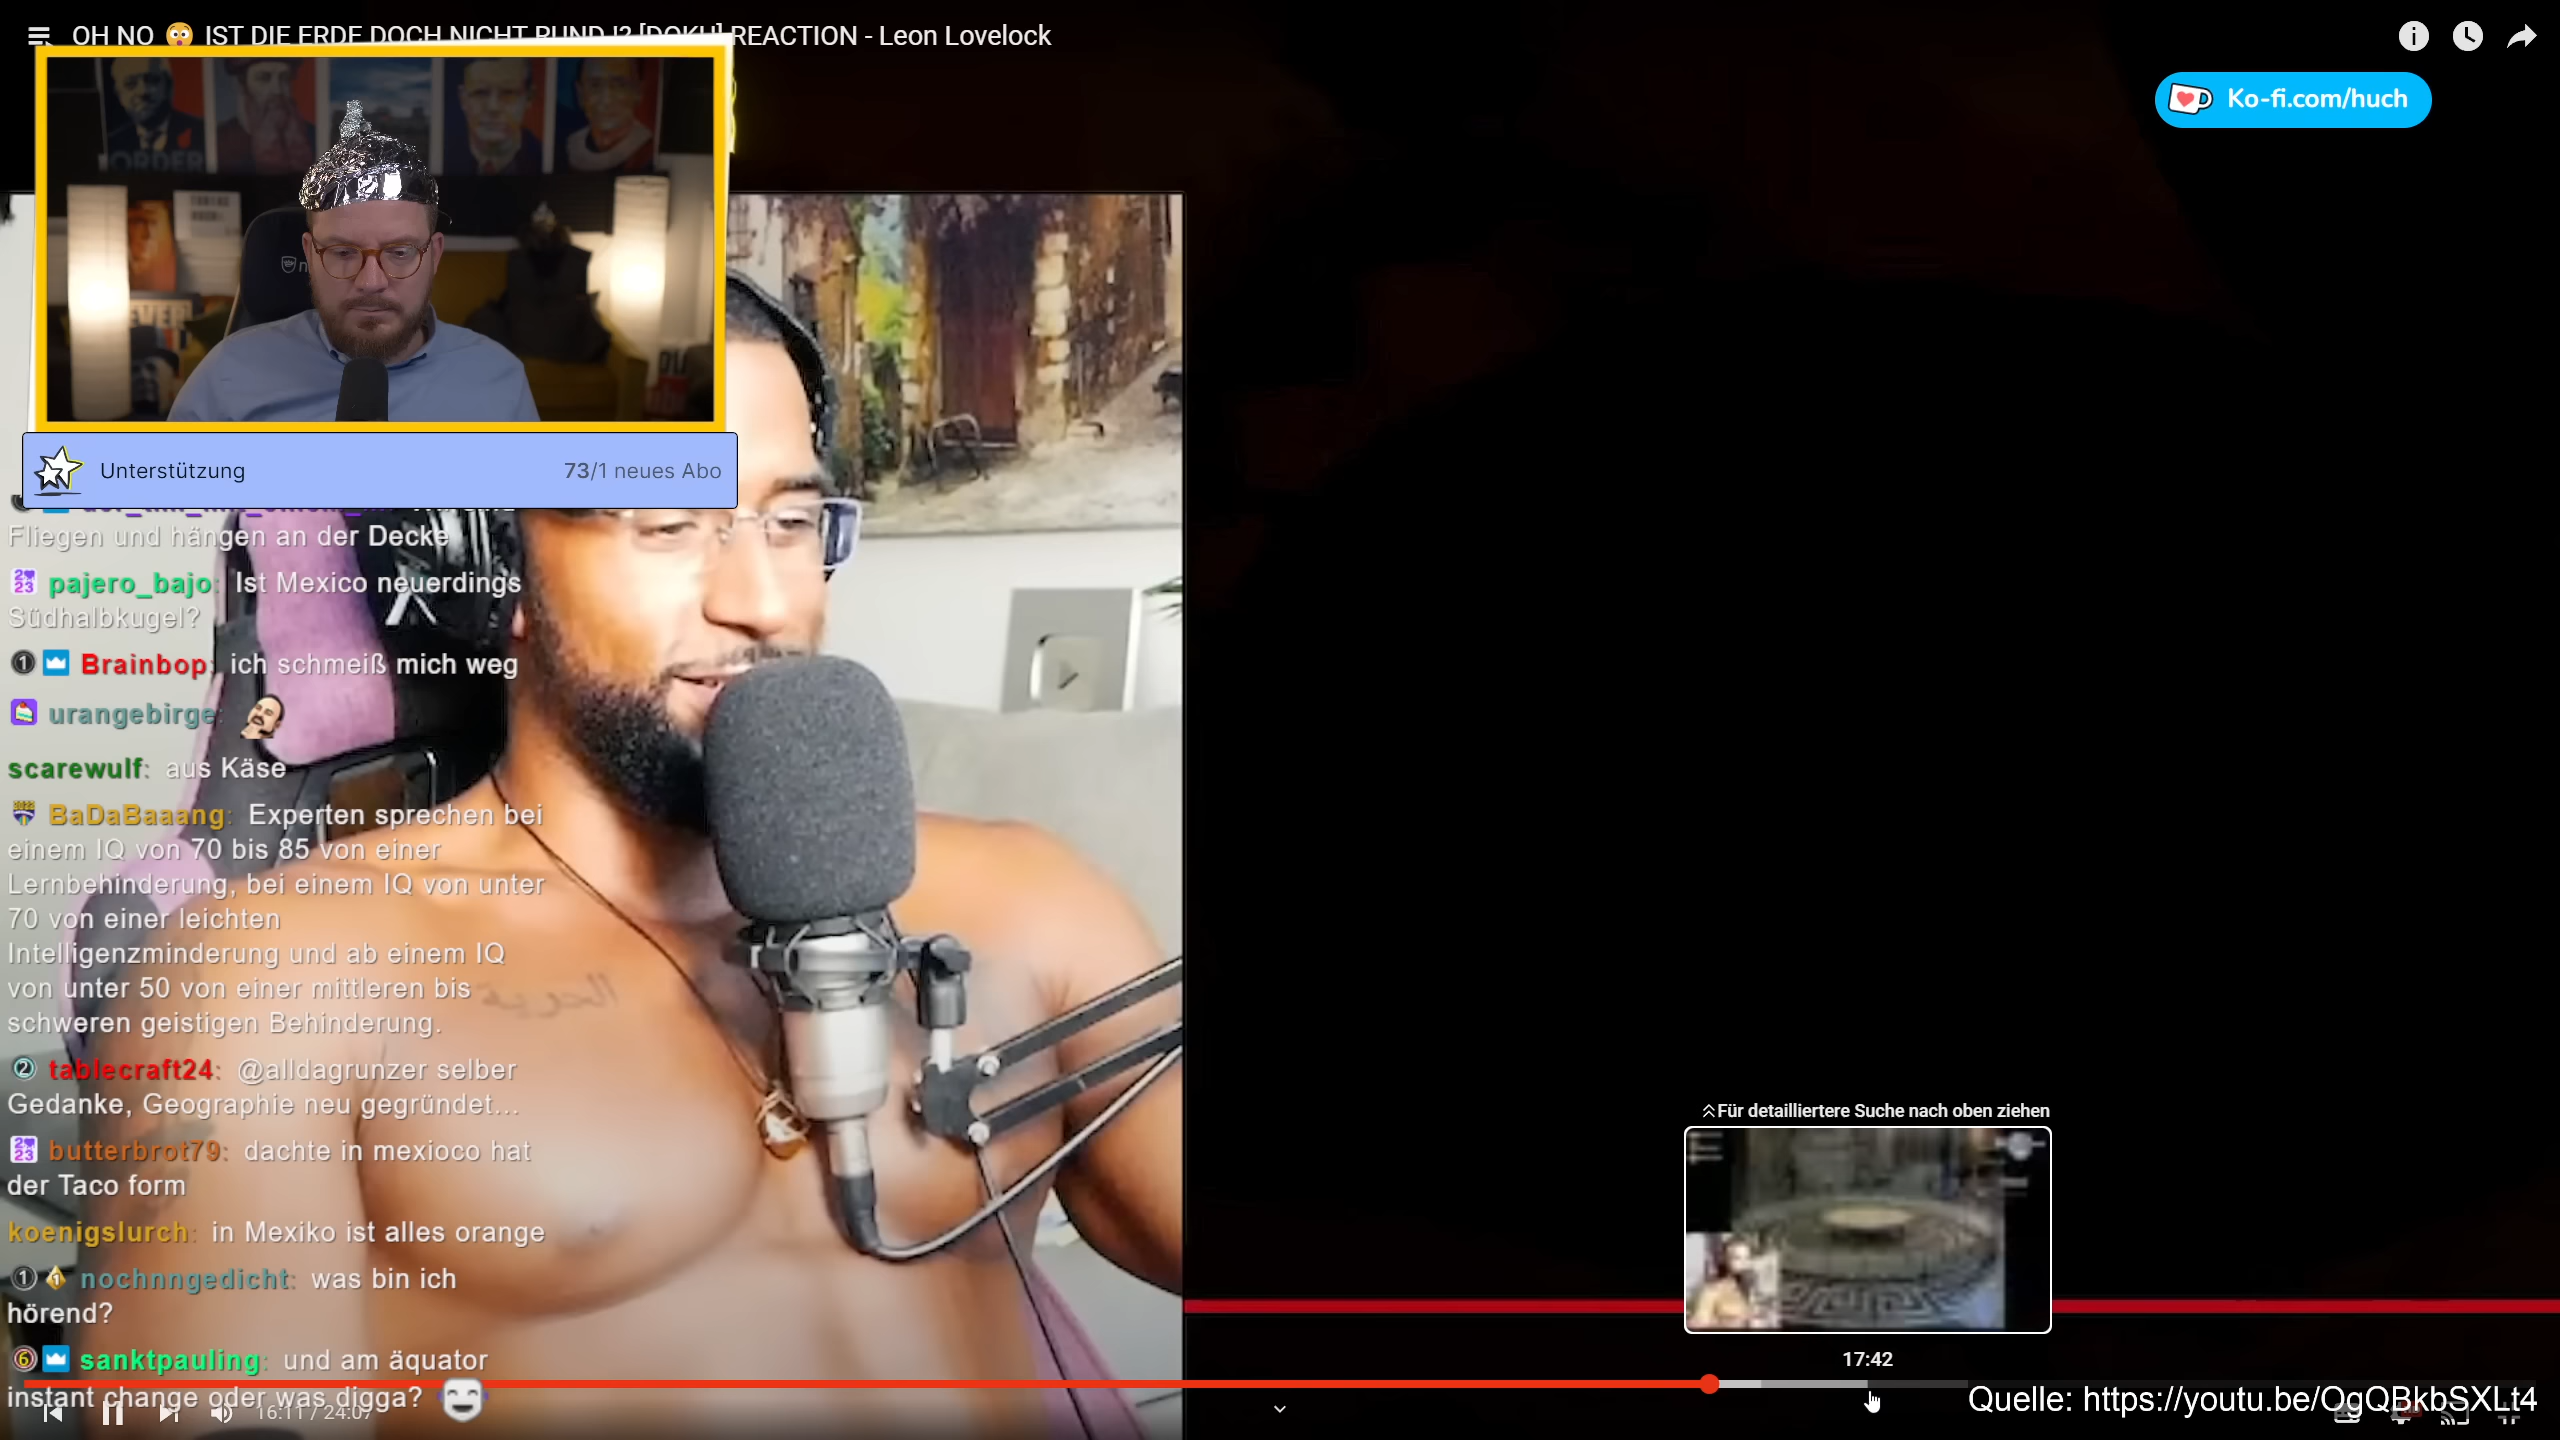 OH NO 😳 IST DIE ERDE DOCH NICHT RUND !? [DOKU] REACTION - Leon Lovelock
Ko-fi.com/huch
ORDER
Unterstützung 73/1 neues Abo
Fliegen und hängen an der Decke
pajero_bajo: Ist Mexico neuerdings
Südhalbkugel?
Brainbop: ich schmeiß mich weg
urangebirge:
scarewulf: aus Käse
BaDaBaaang: Experten sprechen bei
einem IQ von 70 bis 85 von einer
Lernbehinderung, bei einem IQ von unter
70 von einer leichten
Intelligenzminderung und ab einem IQ
von unter 50 von einer mittleren bis
schweren geistigen Behinderung.
tablecraft24: @alldagrunzer selber
Gedanke, Geographie neu gegründet...
butterbrot79: dachte in mexioco hat
der Taco form
koenigslurch: in Mexiko ist alles orange
nochnngedicht: was bin ich
hörend?
sanktpauling: und am äquator
instant change oder was digga?
16:11 / 24:07
Für detailliertere Suche nach oben ziehen
17:42
Quelle: https://youtu.be/OgQBkbSXLt4